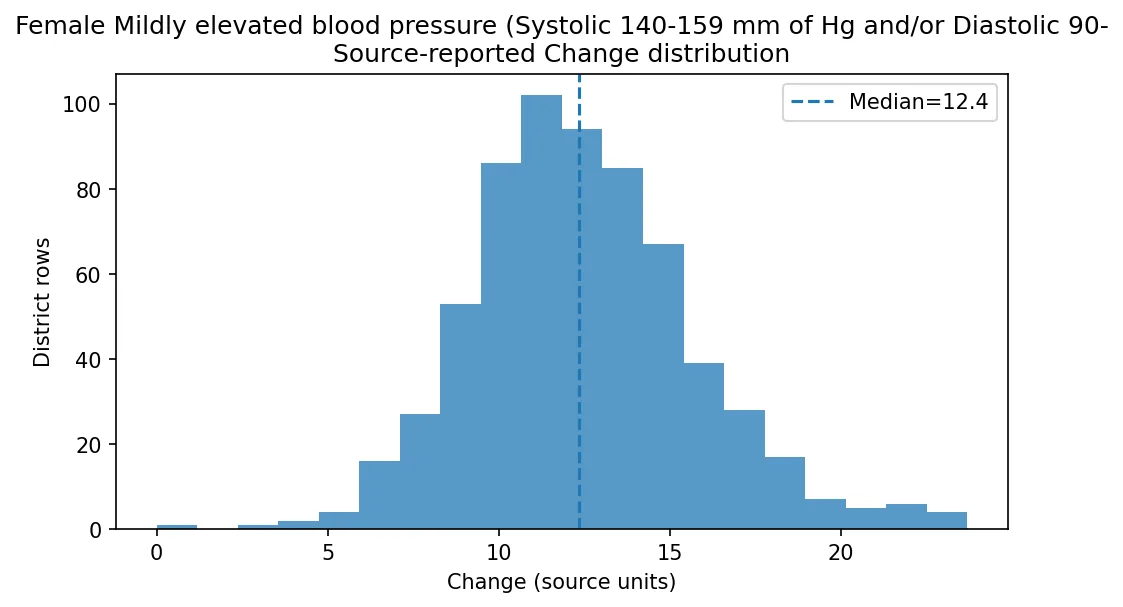 Female Mildly elevated blood pressure (Systolic 140-159 mm of Hg and/or Diastolic 90-
Source-reported Change distribution
Median=12.4
100
80
60
40
20
0
District rows
0 5 10 15 20
Change (source units)